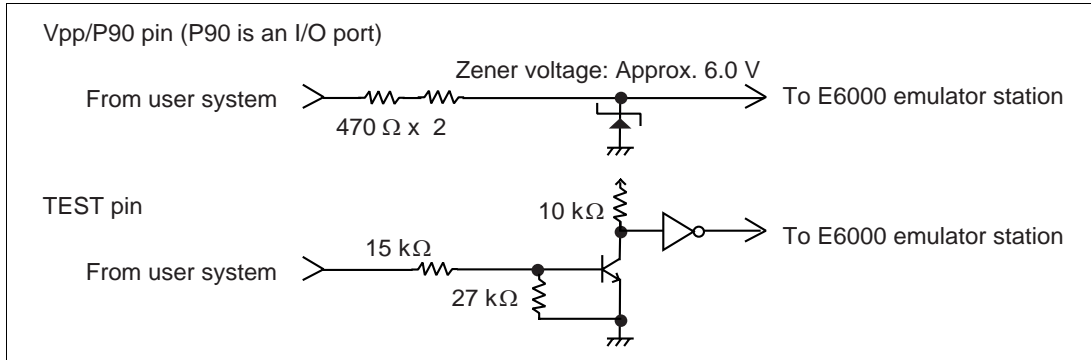 Vpp/P90 pin (P90 is an I/O port)
Zener voltage: Approx. 6.0 V
From user system
To E6000 emulator station
470 Ω x 2
TEST pin
10 kΩ
To E6000 emulator station
15 kΩ
From user system
27 kΩ